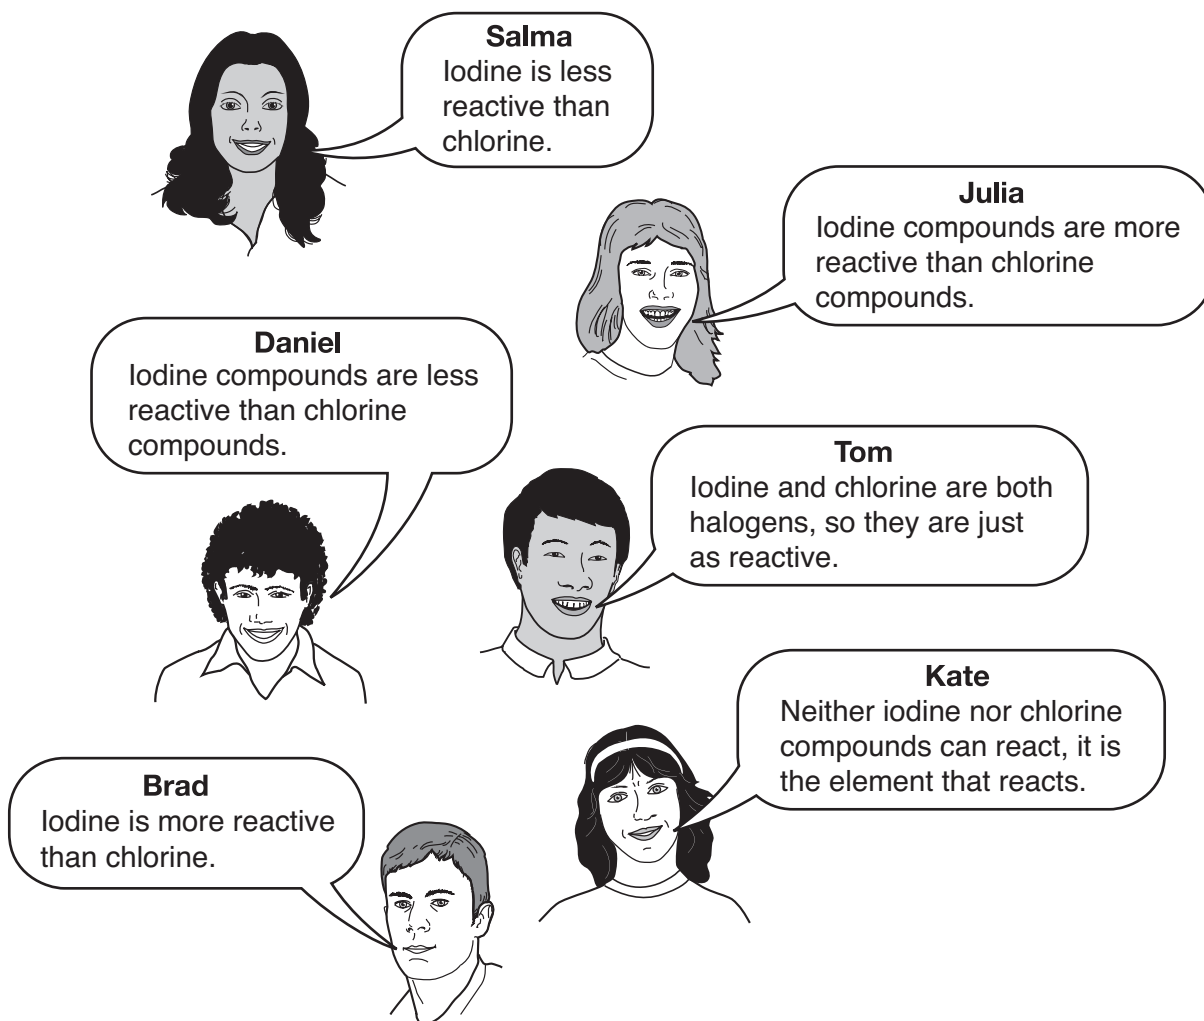 Salma
Iodine is less
reactive than
chlorine.
Julia
Iodine compounds are more
reactive than chlorine
compounds.
Daniel
Iodine compounds are less
reactive than chlorine
compounds.
Tom
Iodine and chlorine are both
halogens, so they are just
as reactive.
Kate
Neither iodine nor chlorine
compounds can react, it is
the element that reacts.
Brad
Iodine is more reactive
than chlorine.